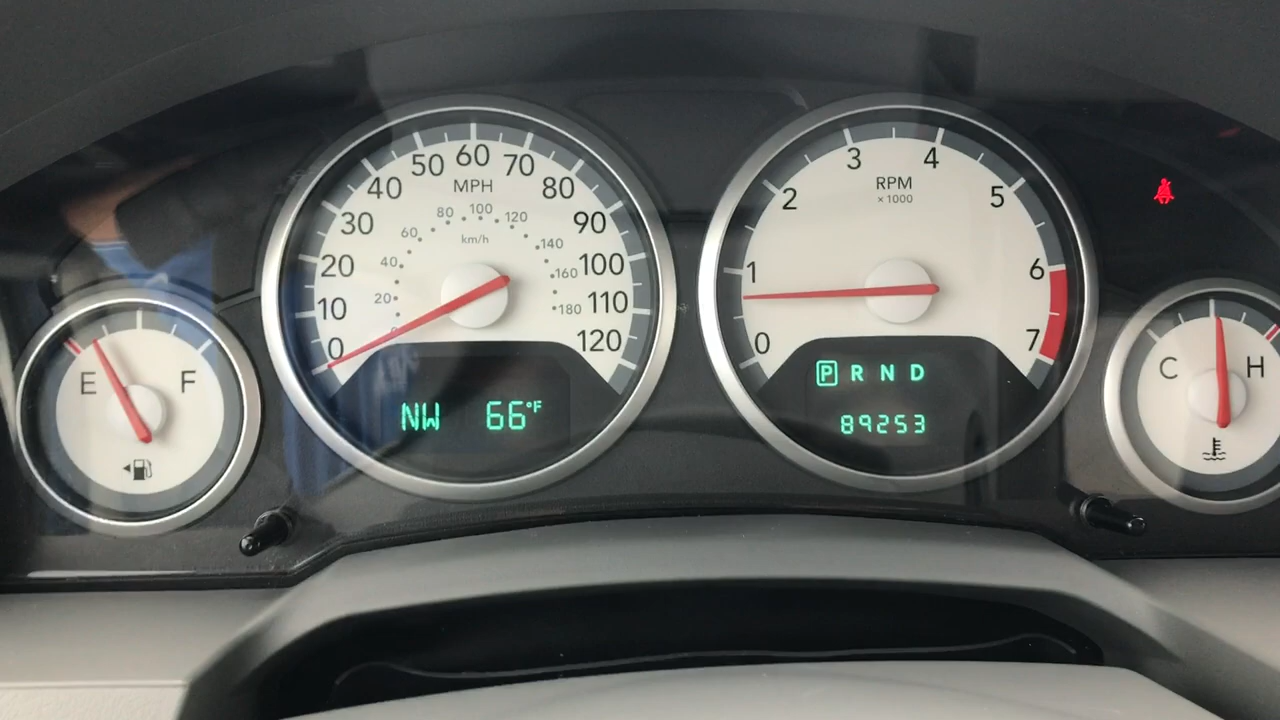 E F
0 10 20 30 40 50 60 70 80 90 100 110 120
MPH
20 40 60 80 100 120 140 160 180
km/h
NW 66°F
0 1 2 3 4 5 6 7
RPM
×1000
P R N D
89253
C H